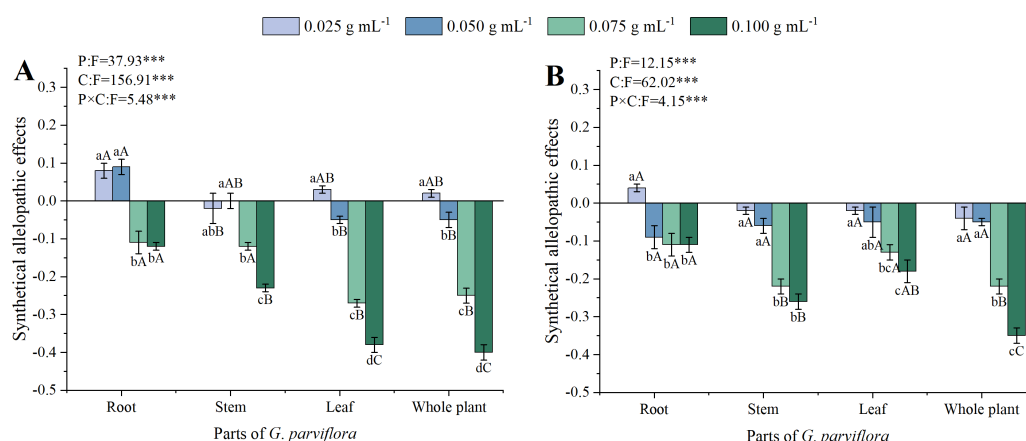 0.025 g mL-1 0.050 g mL-1 0.075 g mL-1 0.100 g mL-1
A
P:F=37.93***
C:F=156.91***
P×C:F=5.48***
Synthetical allelopathic effects
0.3
0.2
0.1
0.0
-0.1
-0.2
-0.3
-0.4
-0.5
aA aA bA bA
abB aAB bA cB
aAB bB cB dC
aAB bB cB dC
Root Stem Leaf Whole plant
Parts of G. parviflora
B
P:F=12.15***
C:F=62.02***
P×C:F=4.15***
Synthetical allelopathic effects
0.3
0.2
0.1
0.0
-0.1
-0.2
-0.3
-0.4
-0.5
aA bA bA bA
aA aA bB bB
aA abA bcA cAB
aA aA bB cC
Root Stem Leaf Whole plant
Parts of G. parviflora